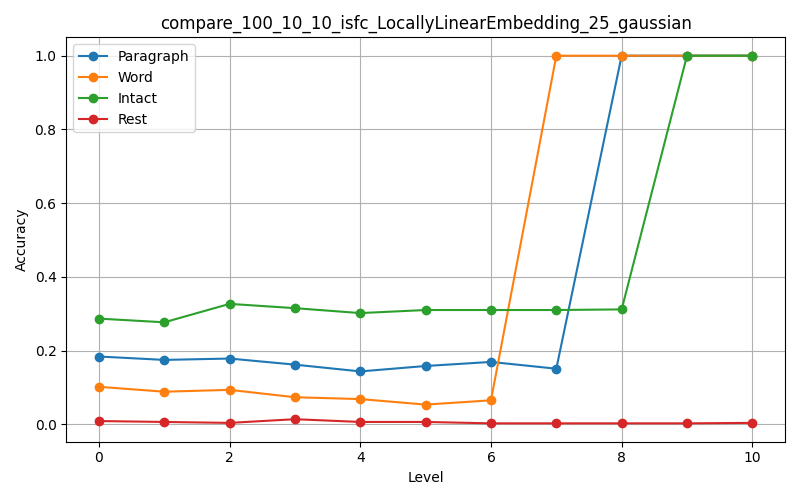 compare_100_10_10_isfc_LocallyLinearEmbedding_25_gaussian
Paragraph
Word
Intact
Rest
Accuracy
1.0
0.8
0.6
0.4
0.2
0.0
0 2 4 6 8 10
Level